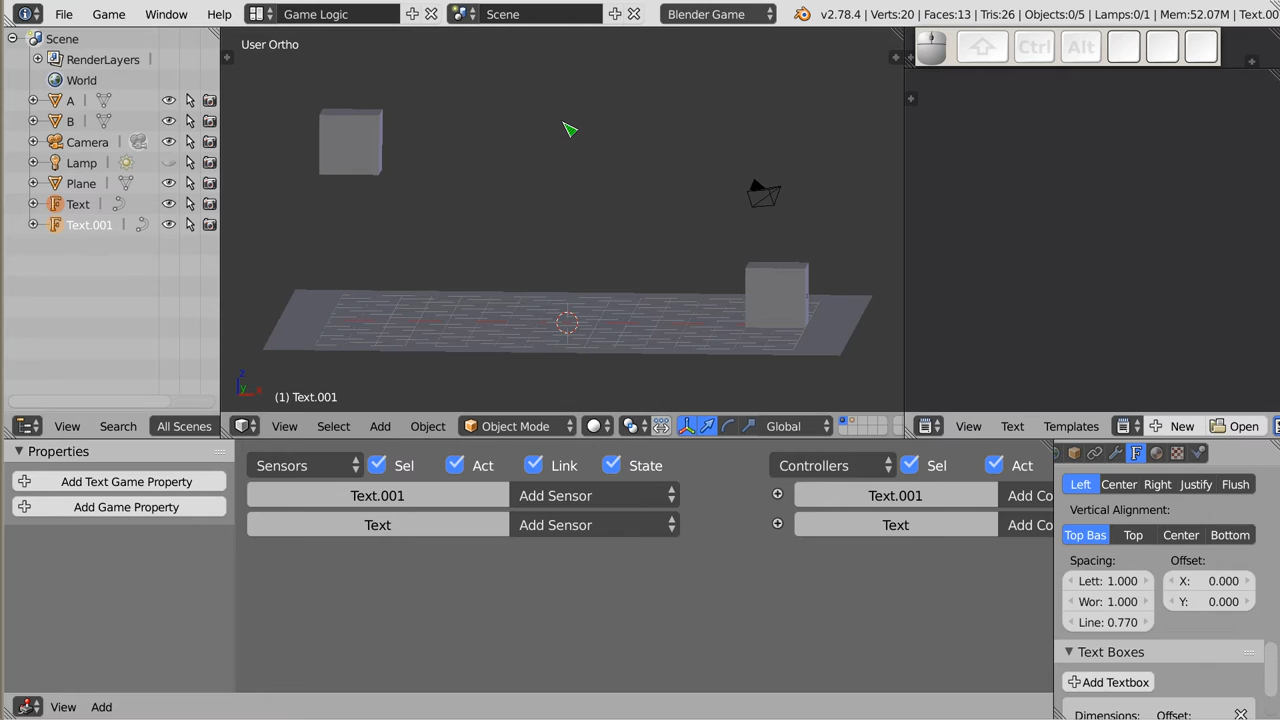 File Game Window Help Game Logic Scene Blender Game v2.78.4 | Verts:20 | Faces:13 | Tris:26 | Objects:0/5 | Lamps:0/1 | Mem:52.07M | Text.00
Scene
RenderLayers
World
A
B
Camera
Lamp
Plane
Text
Text.001
View Search All Scenes
User Ortho
z
y x
(1) Text.001
View Select Add Object Object Mode Global
Ctrl Alt
View Text Templates New Open
Properties
Add Text Game Property
Add Game Property
Sensors Sel Act Link State Controllers Sel Act
Text.001 Add Sensor Text.001 Add Co
Text Add Sensor Text Add Co
View Add
F
Left Center Right Justify Flush
Vertical Alignment:
Top Bas Top Center Bottom
Spacing: Offset:
Lett: 1.000 X: 0.000
Wor: 1.000 Y: 0.000
Line: 0.770
Text Boxes
Add Textbox
Dimensions: Offset: